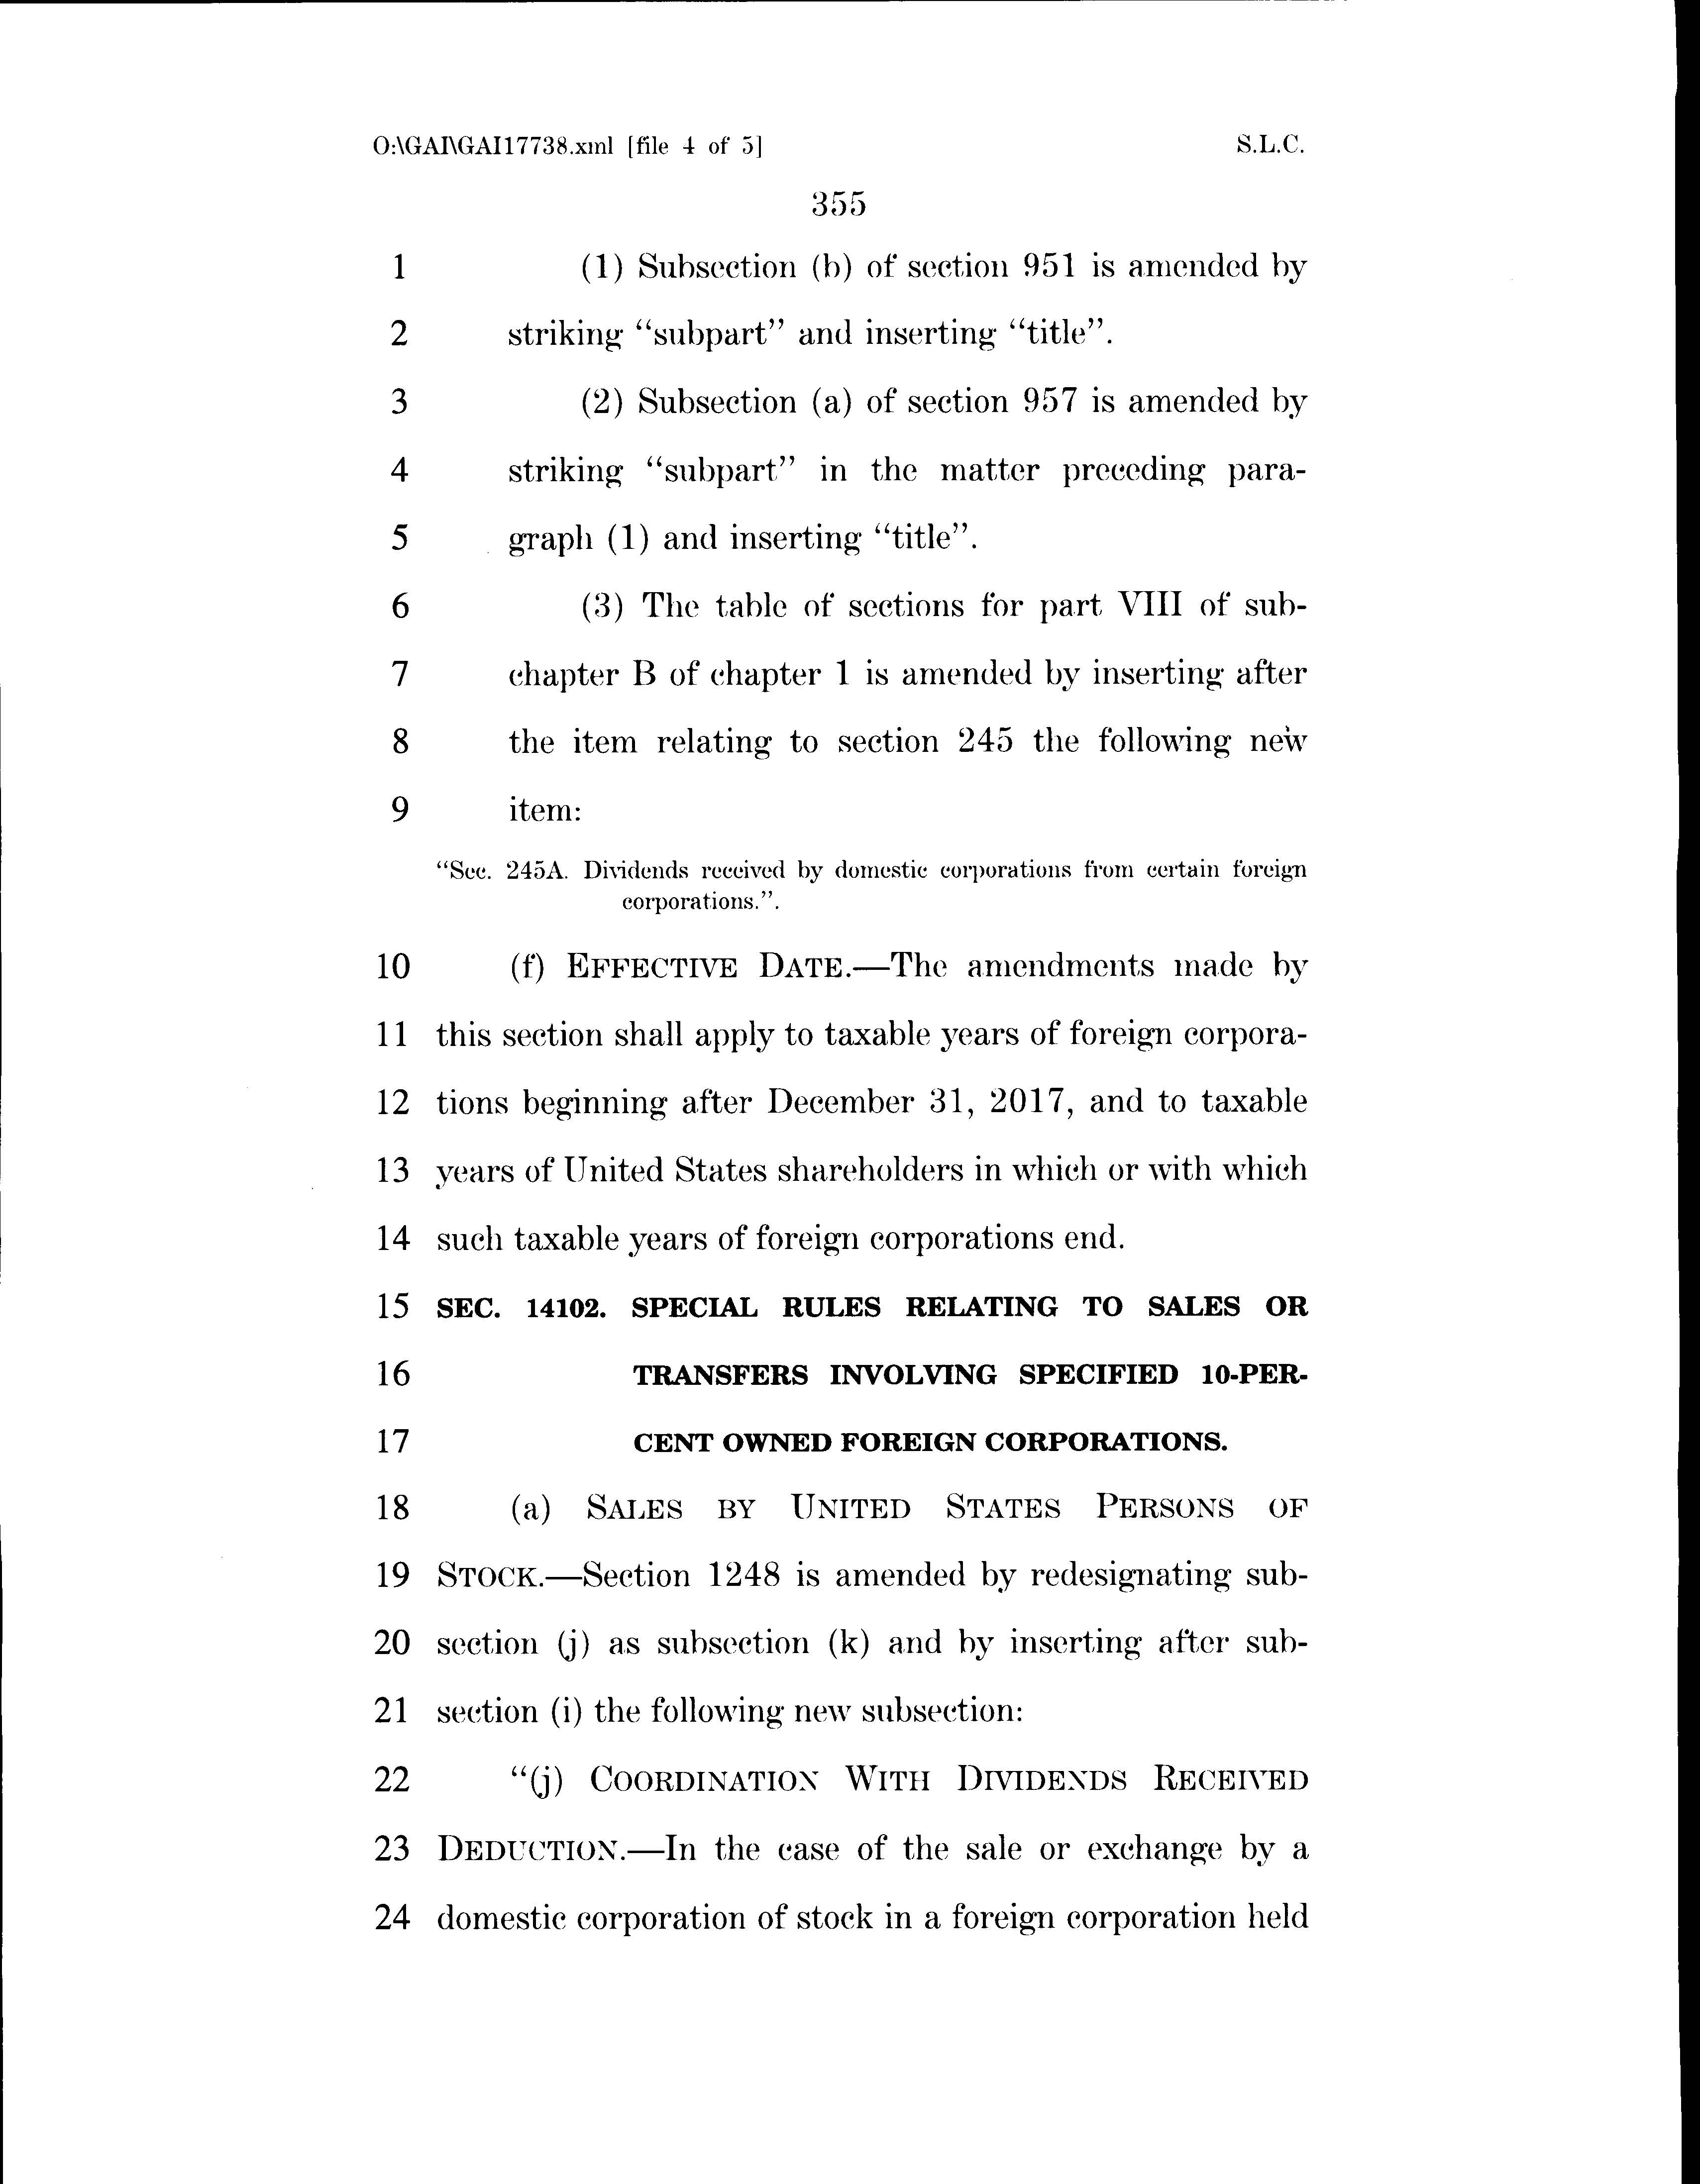 O:\GAI\GAI17738.xml [file 4 of 5] S.L.C.
355
1 (1) Subsection (b) of section 951 is amended by
2 striking “subpart” and inserting “title”.
3 (2) Subsection (a) of section 957 is amended by
4 striking “subpart” in the matter preceding para-
5 graph (1) and inserting “title”.
6 (3) The table of sections for part VIII of sub-
7 chapter B of chapter 1 is amended by inserting after
8 the item relating to section 245 the following new
9 item:
“Sec. 245A. Dividends received by domestic corporations from certain foreign
corporations.”.
10 (f) EFFECTIVE DATE.—The amendments made by
11 this section shall apply to taxable years of foreign corpora-
12 tions beginning after December 31, 2017, and to taxable
13 years of United States shareholders in which or with which
14 such taxable years of foreign corporations end.
15 SEC. 14102. SPECIAL RULES RELATING TO SALES OR
16 TRANSFERS INVOLVING SPECIFIED 10-PER-
17 CENT OWNED FOREIGN CORPORATIONS.
18 (a) SALES BY UNITED STATES PERSONS OF
19 STOCK.—Section 1248 is amended by redesignating sub-
20 section (j) as subsection (k) and by inserting after sub-
21 section (i) the following new subsection:
22 “(j) COORDINATION WITH DIVIDENDS RECEIVED
23 DEDUCTION.—In the case of the sale or exchange by a
24 domestic corporation of stock in a foreign corporation held